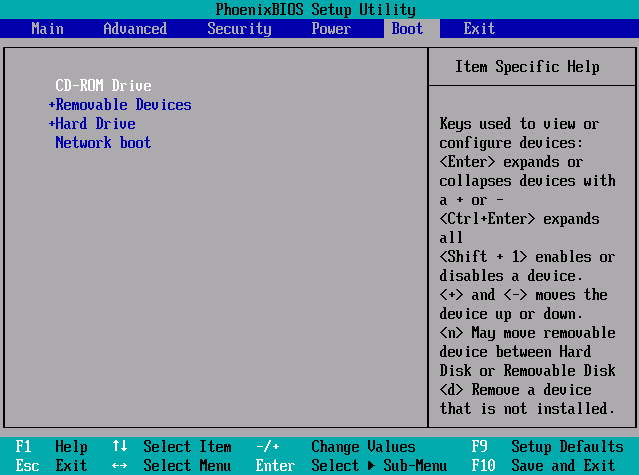 PhoenixBIOS Setup Utility
Main Advanced Security Power Boot Exit
CD-ROM Drive
+Removable Devices
+Hard Drive
Network boot
Item Specific Help
Keys used to view or
configure devices:
<Enter> expands or
collapses devices with
a + or -
<Ctrl+Enter> expands
all
<Shift + 1> enables or
disables a device.
<+> and <-> moves the
device up or down.
<n> May move removable
device between Hard
Disk or Removable Disk
<d> Remove a device
that is not installed.
F1 Help ↑↓ Select Item -/+ Change Values F9 Setup Defaults
Esc Exit ↔ Select Menu Enter Select ▶ Sub-Menu F10 Save and Exit